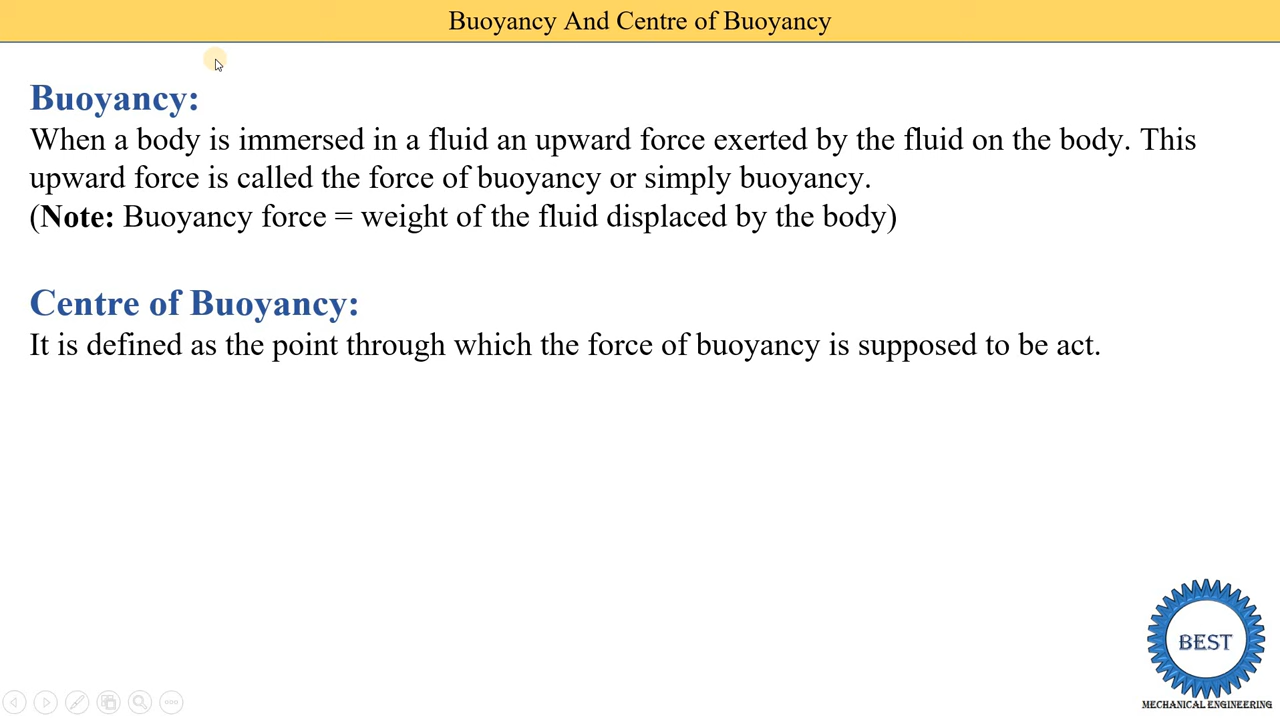 Buoyancy And Centre of Buoyancy
Buoyancy:
When a body is immersed in a fluid an upward force exerted by the fluid on the body. This
upward force is called the force of buoyancy or simply buoyancy.
(Note: Buoyancy force = weight of the fluid displaced by the body)
Centre of Buoyancy:
It is defined as the point through which the force of buoyancy is supposed to be act.
BEST
MECHANICAL ENGINEERING